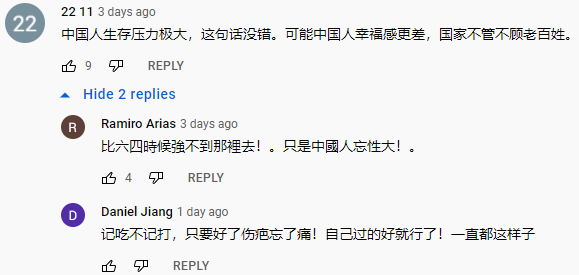 22
22 11 3 days ago
中国人生存压力极大，这句话没错。可能中国人幸福感更差，国家不管不顾老百姓。
9 REPLY
Hide 2 replies
R
Ramiro Arias 3 days ago
比六四時候強不到那裡去！。只是中國人忘性大！。
4 REPLY
D
Daniel Jiang 1 day ago
记吃不记打，只要好了伤疤忘了痛！自己过的好就行了！一直都这样子
REPLY